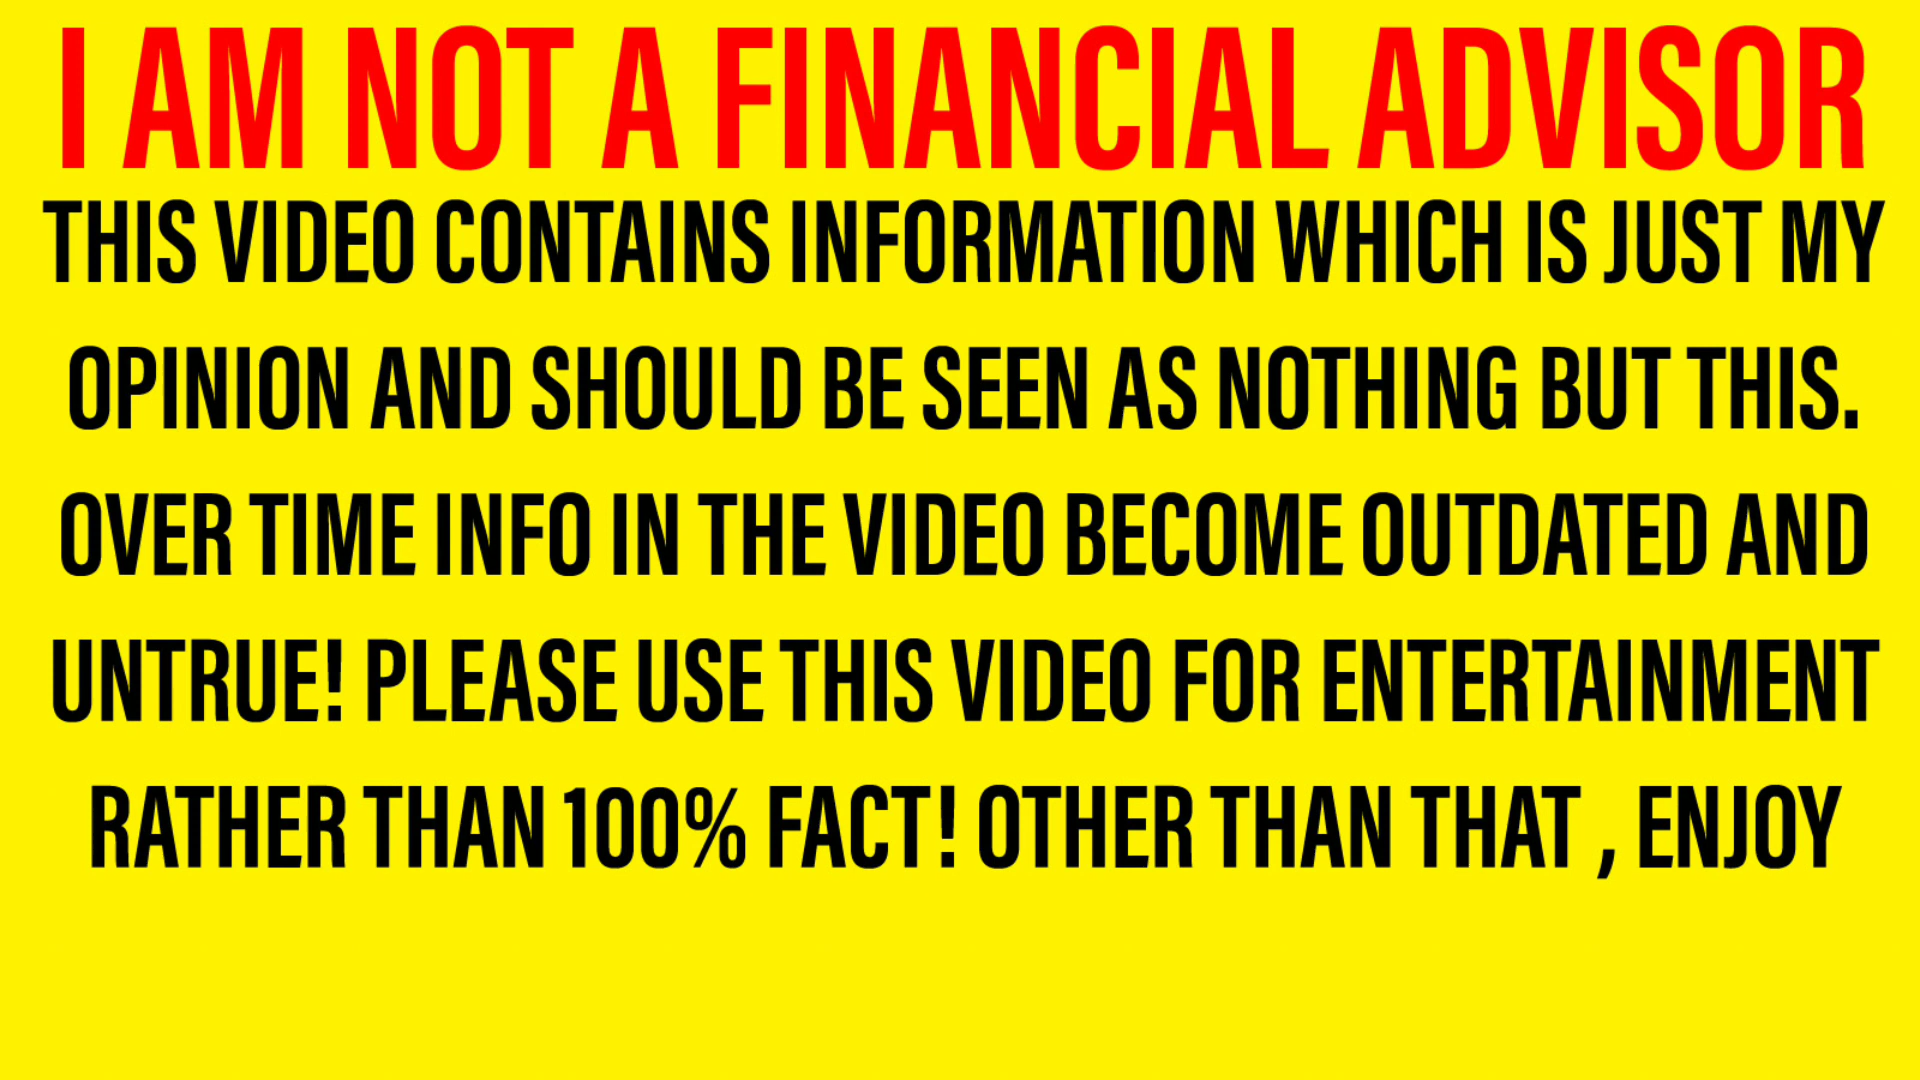 I AM NOT A FINANCIAL ADVISOR
THIS VIDEO CONTAINS INFORMATION WHICH IS JUST MY
OPINION AND SHOULD BE SEEN AS NOTHING BUT THIS.
OVER TIME INFO IN THE VIDEO BECOME OUTDATED AND
UNTRUE! PLEASE USE THIS VIDEO FOR ENTERTAINMENT
RATHER THAN 100% FACT! OTHER THAN THAT , ENJOY